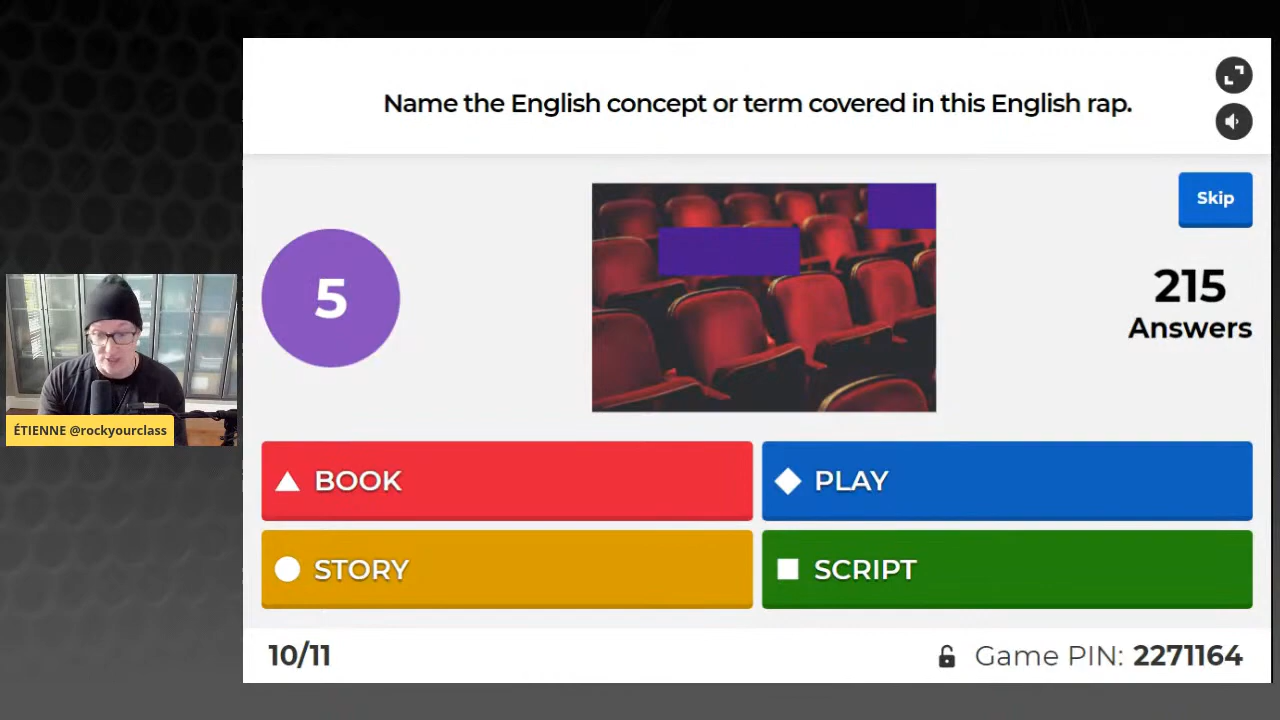 Name the English concept or term covered in this English rap.
Skip
5
215
Answers
ÉTIENNE @rockyourclass
BOOK
PLAY
STORY
SCRIPT
10/11
Game PIN: 2271164